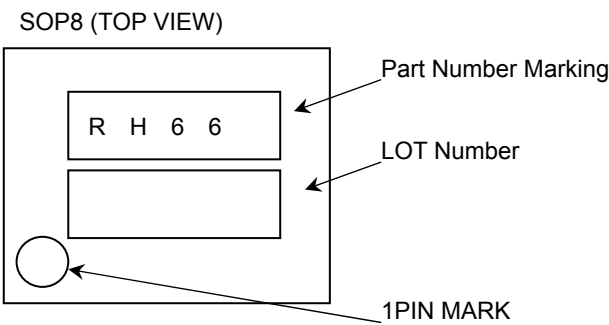 SOP8 (TOP VIEW)
Part Number Marking
R H 6 6
LOT Number
1PIN MARK